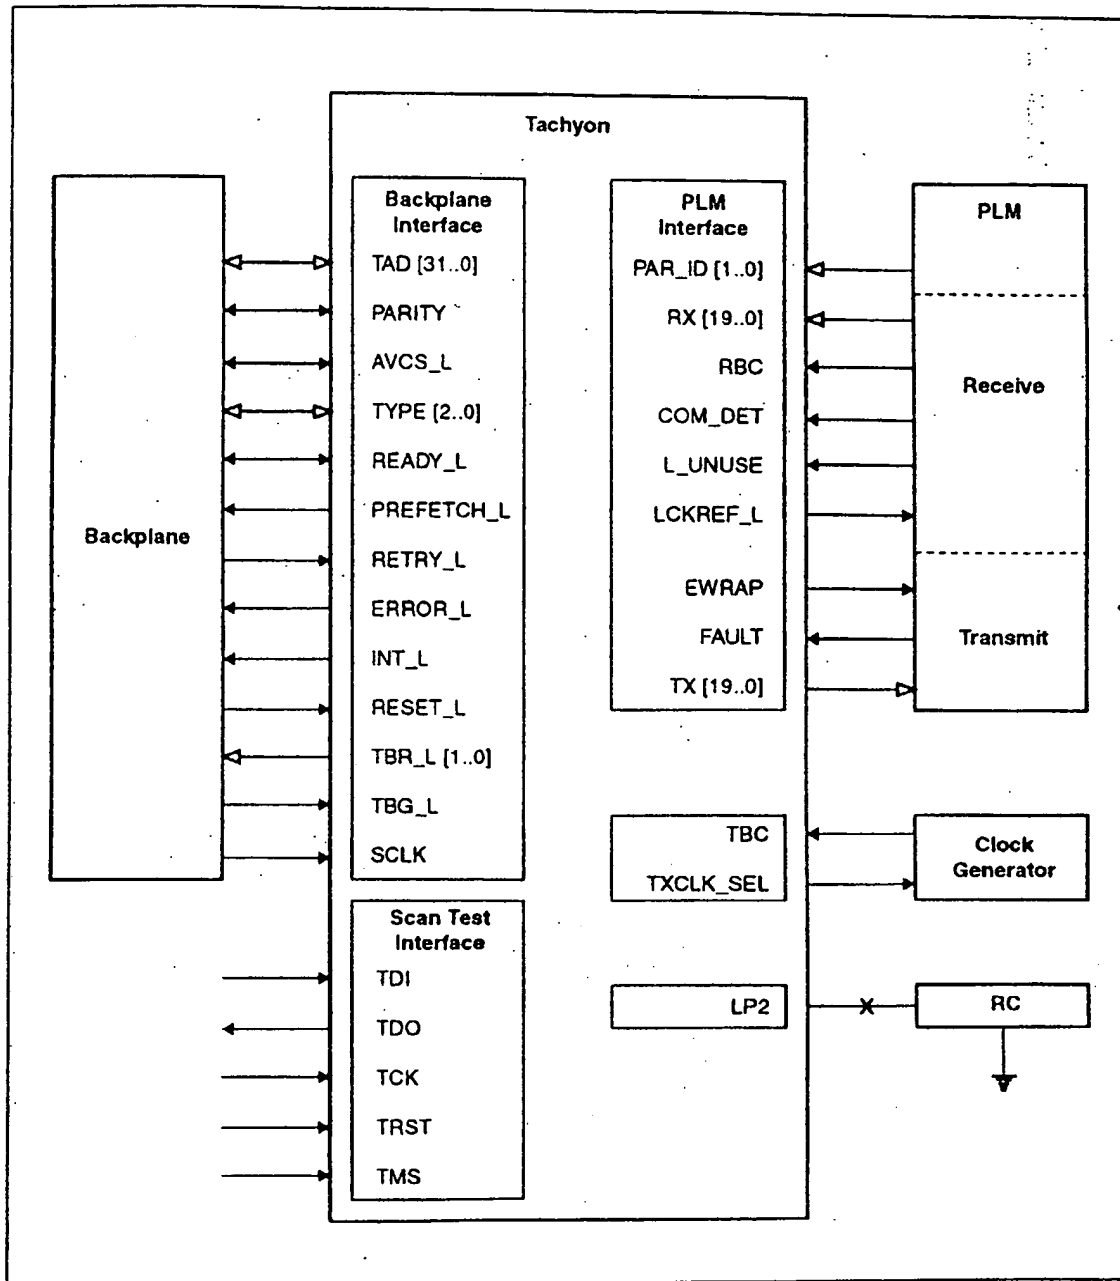 Tachyon
Backplane
Backplane
Interface
TAD [31..0]
PARITY
AVCS_L
TYPE [2..0]
READY_L
PREFETCH_L
RETRY_L
ERROR_L
INT_L
RESET_L
TBR_L [1..0]
TBG_L
SCLK
Scan Test
Interface
TDI
TDO
TCK
TRST
TMS
PLM
Interface
PAR_ID [1..0]
RX [19..0]
RBC
COM_DET
L_UNUSE
LCKREF_L
EWRAP
FAULT
TX [19..0]
TBC
TXCLK_SEL
LP2
PLM
Receive
Transmit
Clock
Generator
RC